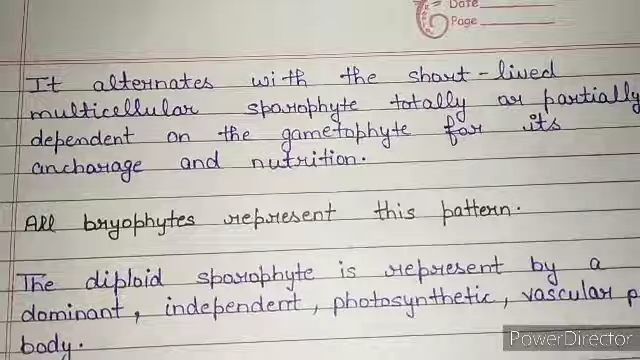 Date
Page
It alternates with the short-lived
multicellular sporophyte totally or partially
dependent on the gametophyte for its
anchorage and nutrition.
All bryophytes represent this pattern.
The diploid sporophyte is represent by a
dominant, independent, photosynthetic, vascular p
body.
PowerDirector